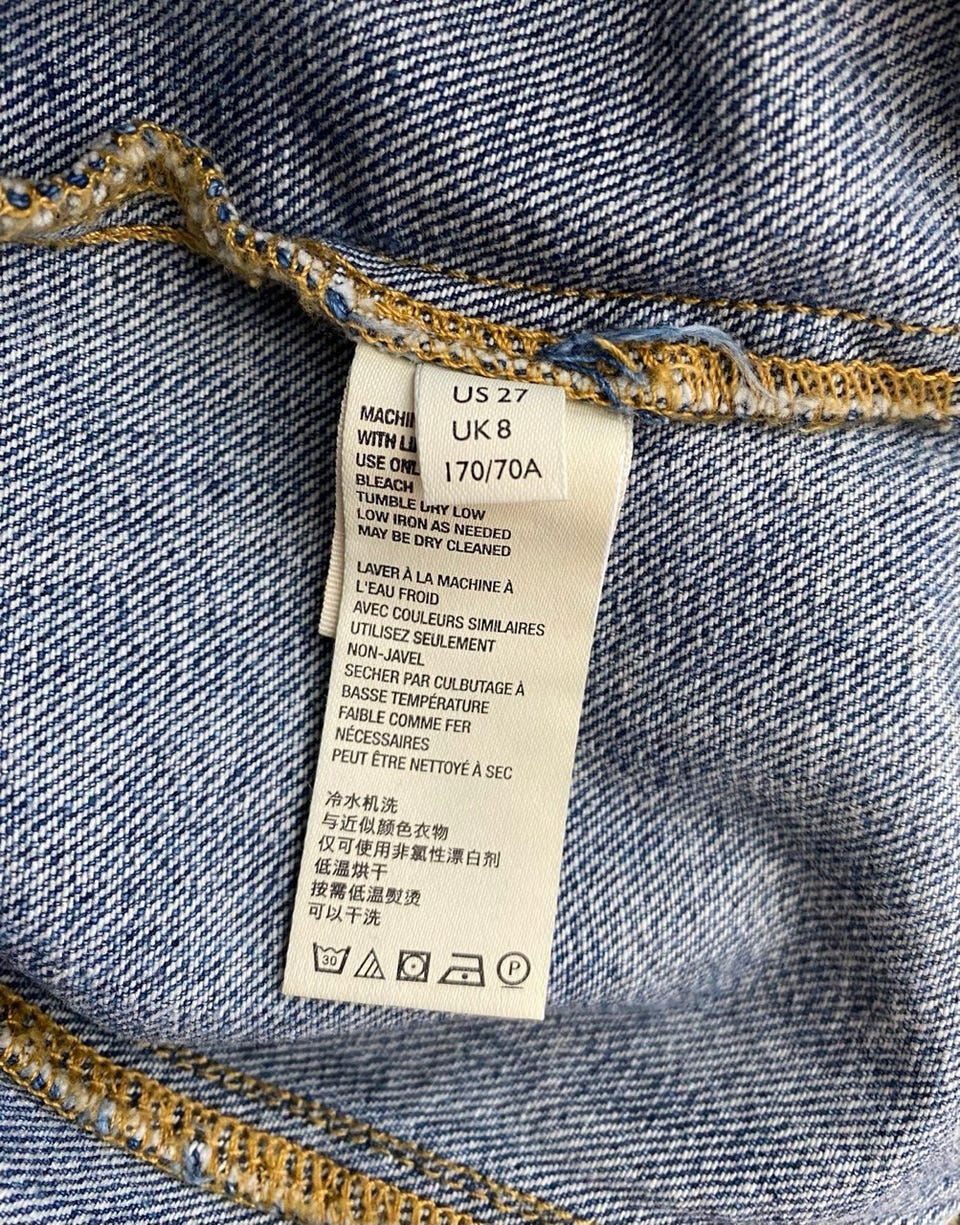 US 27
UK 8
170/70A
USE
BLEACH
TUMBLE DRY LOW
LOW IRON AS NEEDED
MAY BE DRY CLEANED
LAVER À LA MACHINE À
L'EAU FROID
AVEC COULEURS SIMILAIRES
UTILISEZ SEULEMENT
NON-JAVEL
SECHER PAR CULBUTAGE À
BASSE TEMPÉRATURE
FAIBLE COMME FER
NÉCESSAIRES
PEUT ÊTRE NETTOYÉ À SEC
冷水机洗
与近似颜色衣物
仅可使用非氯性漂白剂
低温烘干
按需低温熨烫
可以干洗
30 P